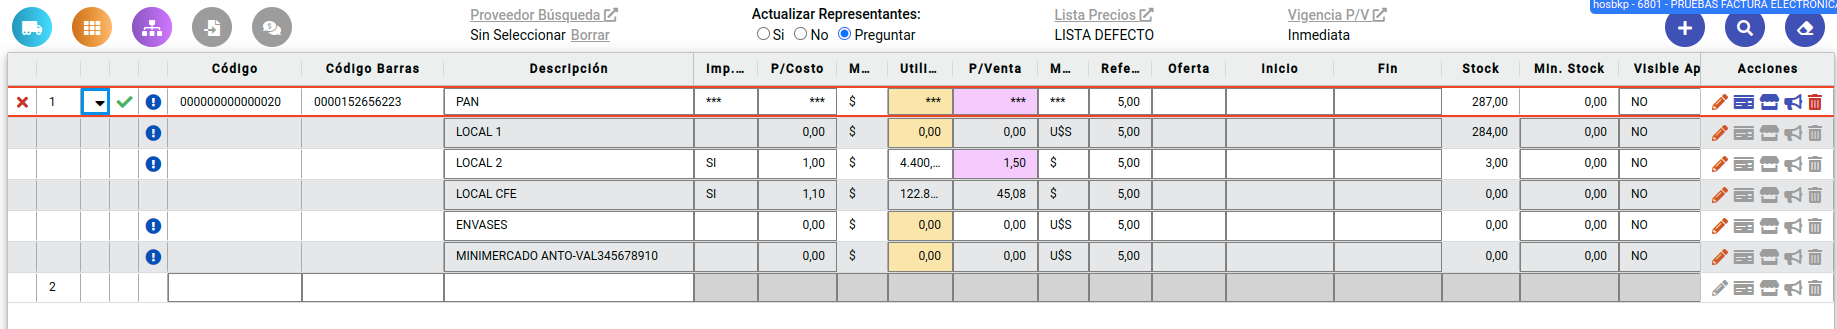 hosbkp - 6801 - PRUEBAS FACTURA ELECTRONICA
Proveedor Búsqueda
Sin Seleccionar Borrar
Actualizar Representantes:
Si No Preguntar
Lista Precios
LISTA DEFECTO
Vigencia P/V
Inmediata
Código Código Barras Descripción Imp.... P/Costo M... Utili... P/Venta M... Refe... Oferta Inicio Fin Stock Min. Stock Visible Ap Acciones
1 000000000000020 0000152656223 PAN *** *** $ *** *** *** 5,00 287,00 0,00 NO
LOCAL 1 0,00 $ 0,00 0,00 U$S 5,00 284,00 0,00 NO
LOCAL 2 SI 1,00 $ 4.400,... 1,50 $ 5,00 3,00 0,00 NO
LOCAL CFE SI 1,10 $ 122.8... 45,08 $ 5,00 0,00 0,00 NO
ENVASES 0,00 $ 0,00 0,00 U$S 5,00 0,00 0,00 NO
MINIMERCADO ANTO-VAL345678910 0,00 $ 0,00 0,00 U$S 5,00 0,00 0,00 NO
2